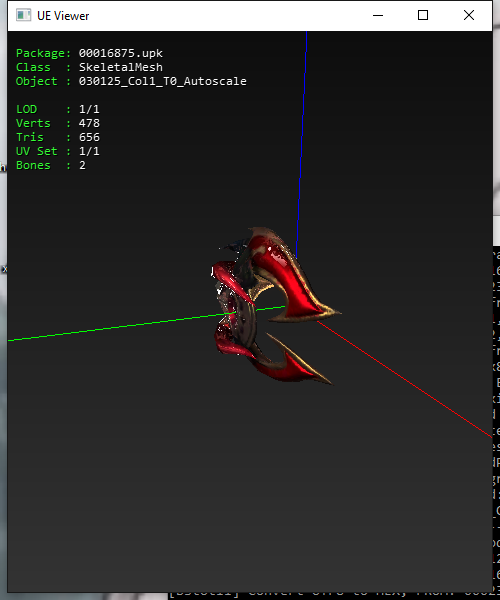 UE Viewer
Package: 00016875.upk
Class : SkeletalMesh
Object : 030125_Col1_T0_Autoscale
LOD : 1/1
Verts : 478
Tris : 656
UV Set : 1/1
Bones : 2